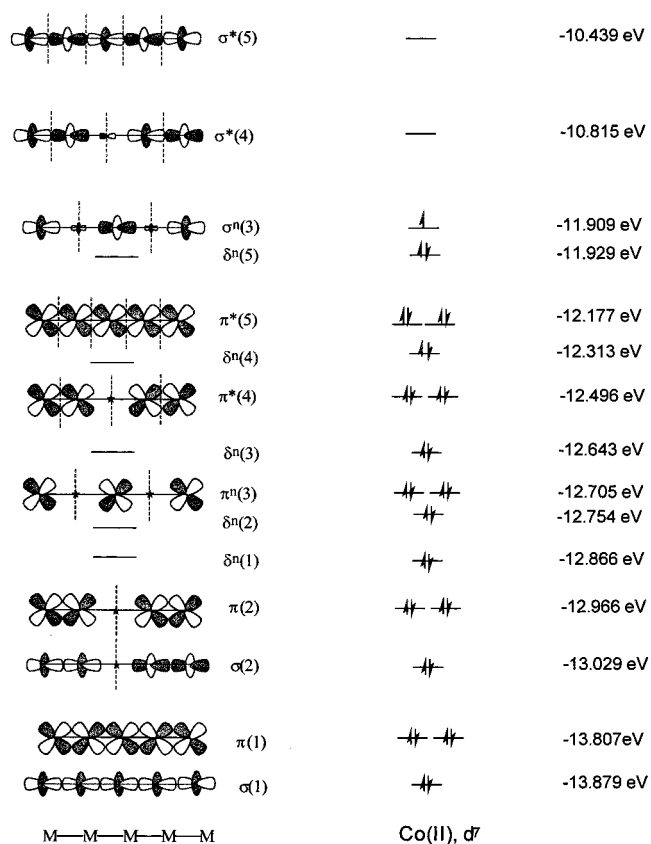 σ*(5) -10.439 eV
σ*(4) -10.815 eV
σⁿ(3) -11.909 eV
δⁿ(5) -11.929 eV
π*(5) -12.177 eV
δⁿ(4) -12.313 eV
π*(4) -12.496 eV
δⁿ(3) -12.643 eV
πⁿ(3) -12.705 eV
δⁿ(2) -12.754 eV
δⁿ(1) -12.866 eV
π(2) -12.966 eV
σ(2) -13.029 eV
π(1) -13.807eV
σ(1) -13.879 eV
M—M—M—M—M Co(II), d⁷